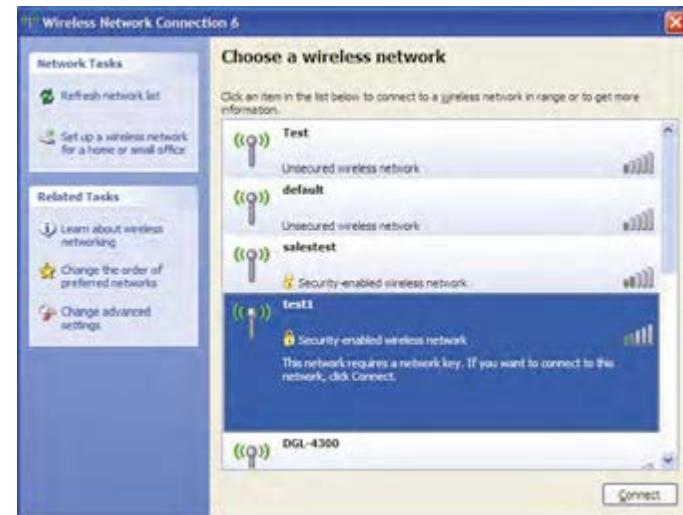 Wireless Network Connection 6
Network Tasks
Refresh network list
Set up a wireless network
for a home or small office
Related Tasks
Learn about wireless
networking
Change the order of
preferred networks
Change advanced
settings
Choose a wireless network
Click an item in the list below to connect to a wireless network in range or to get more
information.
Test
Unsecured wireless network
default
Unsecured wireless network
salestest
Security-enabled wireless network
test1
Security-enabled wireless network
This network requires a network key. If you want to connect to this
network, click Connect.
DGL-4300
Connect